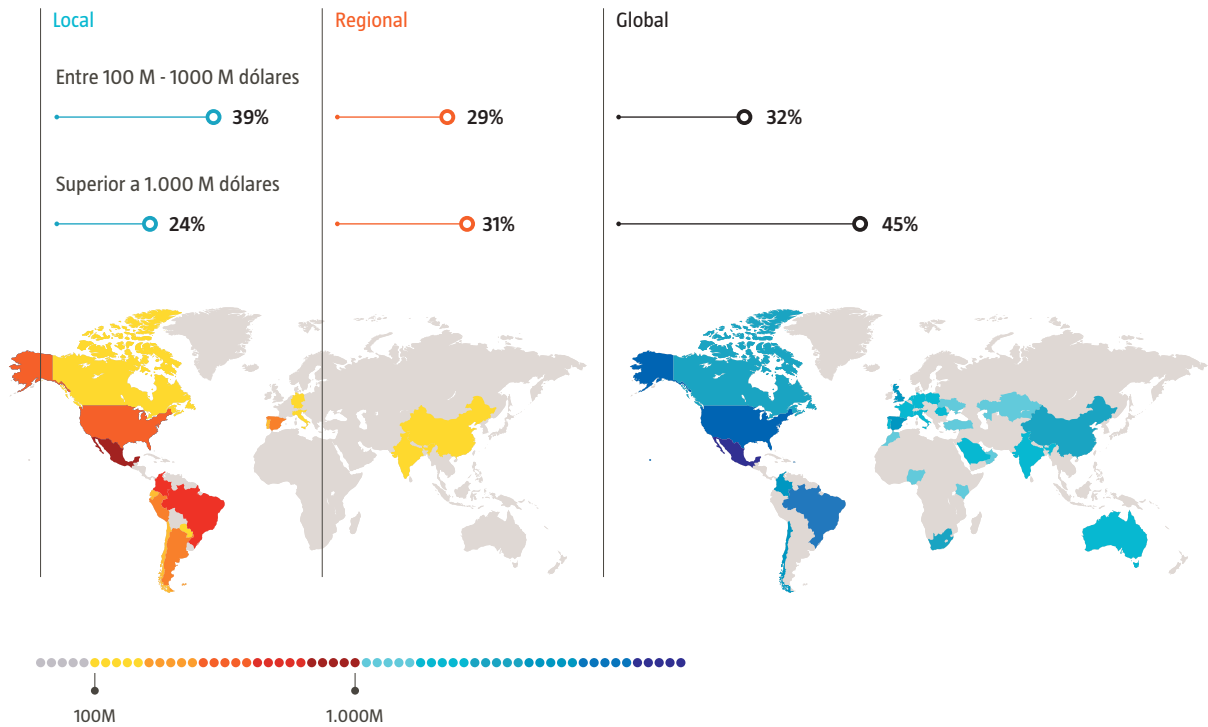 Local
Regional
Global
Entre 100 M - 1000 M dólares
39%
29%
32%
Superior a 1.000 M dólares
24%
31%
45%
100M
1.000M